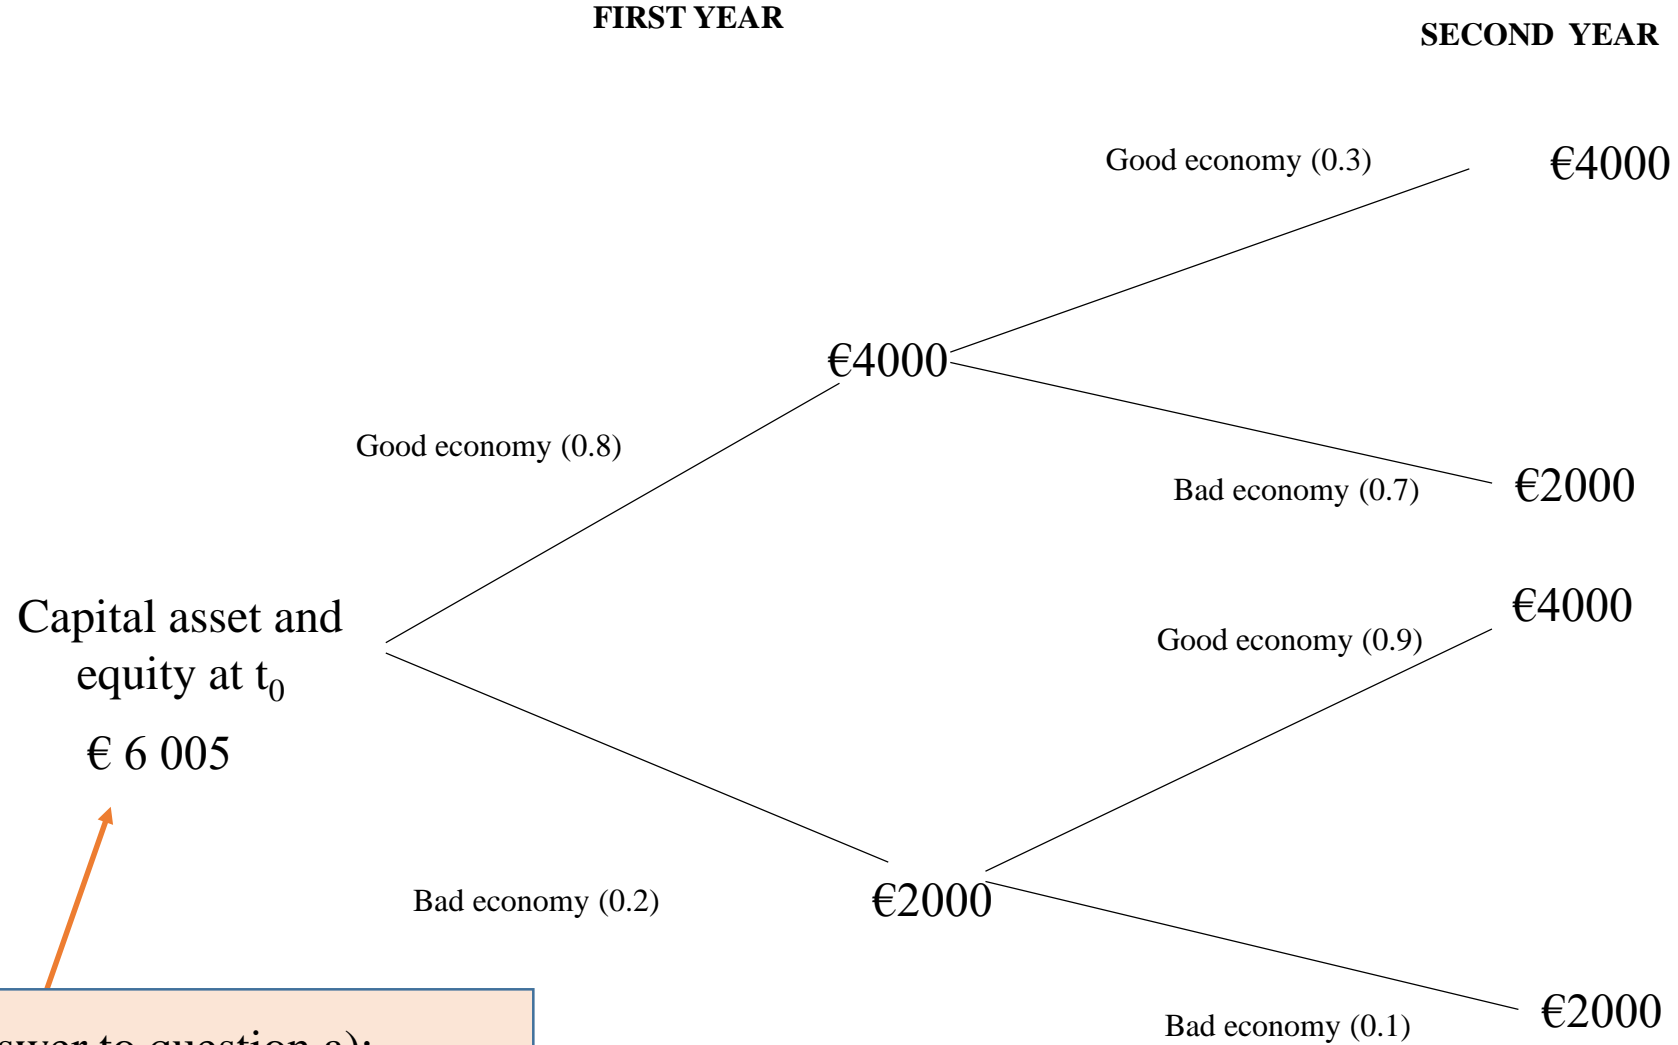 FIRST YEAR
SECOND YEAR
Good economy (0.3)
€4000
€4000
Good economy (0.8)
Bad economy (0.7)
€2000
Capital asset and
equity at t0
€ 6 005
€4000
Good economy (0.9)
Bad economy (0.2)
€2000
Bad economy (0.1)
€2000
to question a):